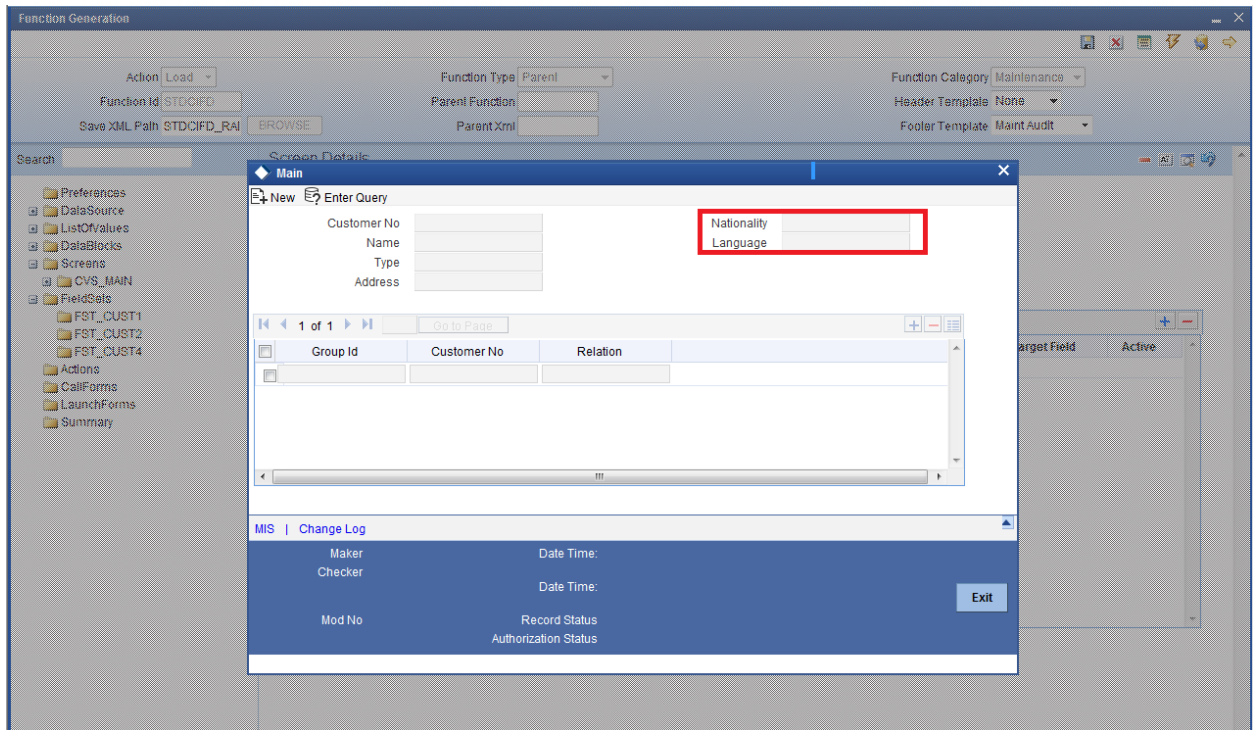 Function Generation
Action Load Function Type Parent Function Category Maintenance
Function Id STDCIFD Parent Function Header Template None
Save XML Path STDCIFD_RAI BROWSE Parent Xml Footer Template Maint Audit
Search Screen Details
Preferences
DataSource
ListOfValues
DataBlocks
Screens
CVS_MAIN
FieldSets
FST_CUST1
FST_CUST2
FST_CUST4
Actions
CallForms
LaunchForms
Summary
Main
New Enter Query
Customer No Nationality
Name Language
Type
Address
1 of 1 Go to Page
Group Id Customer No Relation
arget Field Active
MIS | Change Log
Maker Date Time:
Checker
Date Time:
Exit
Mod No Record Status
Authorization Status